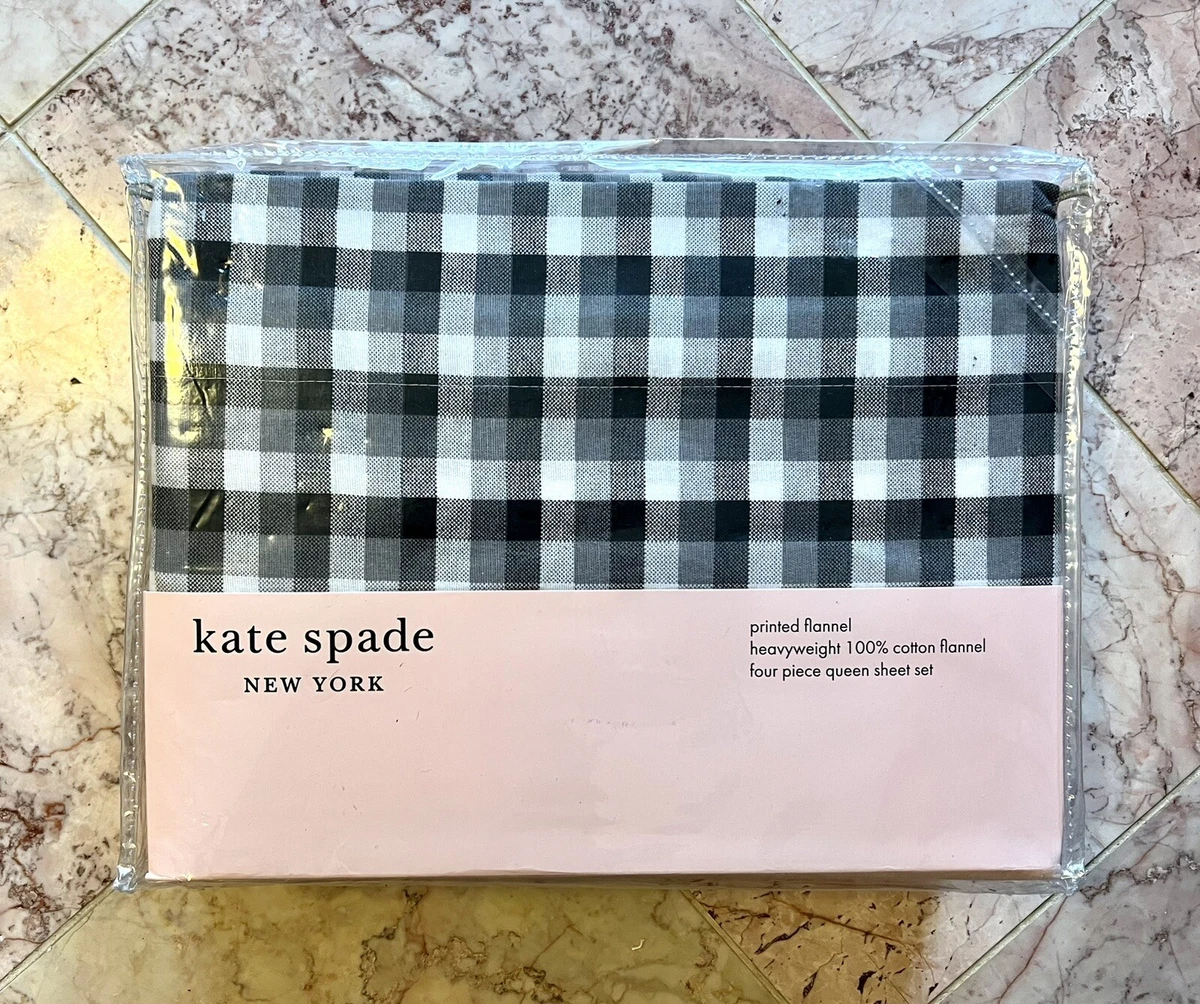 kate spade
NEW YORK
printed flannel
heavyweight 100% cotton flannel
four piece queen sheet set